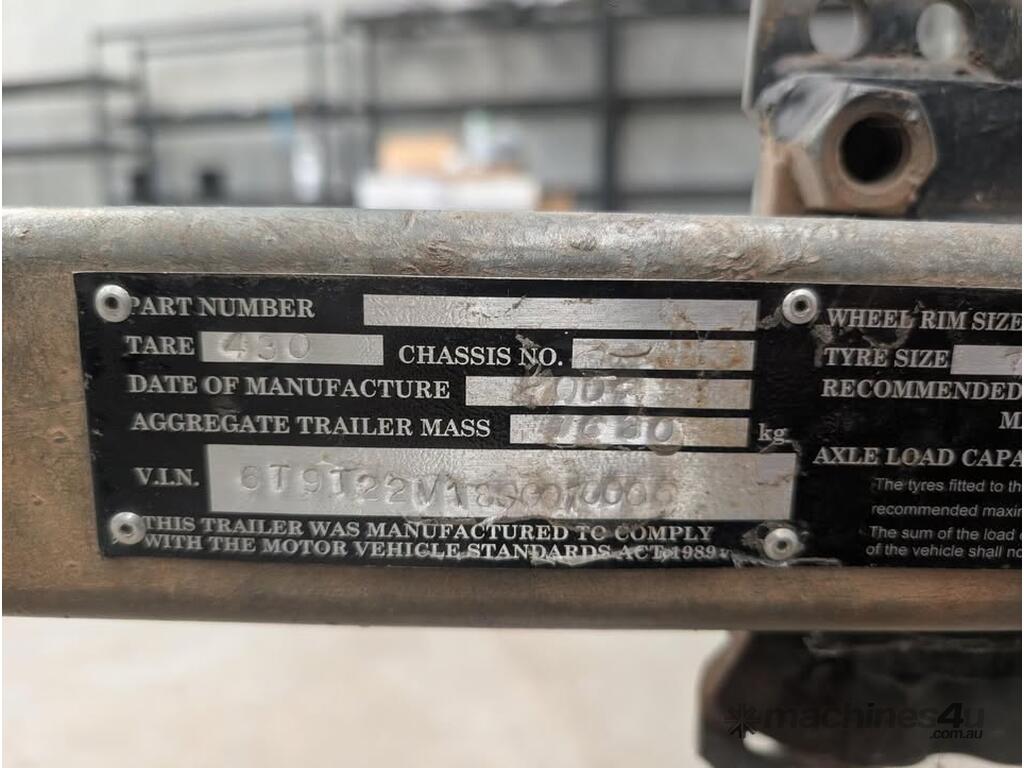 PART NUMBER
TARE 430
CHASSIS NO.
DATE OF MANUFACTURE
AGGREGATE TRAILER MASS kg
V.I.N.
THIS TRAILER WAS MANUFACTURED TO COMPLY
WITH THE MOTOR VEHICLE STANDARDS ACT 1989
WHEEL RIM SIZE
TYRE SIZE
RECOMMENDED
M
AXLE LOAD CAPA
The tyres fitted to th
recommended maxin
The sum of the load
of the vehicle shall no
machines4u
.com.au